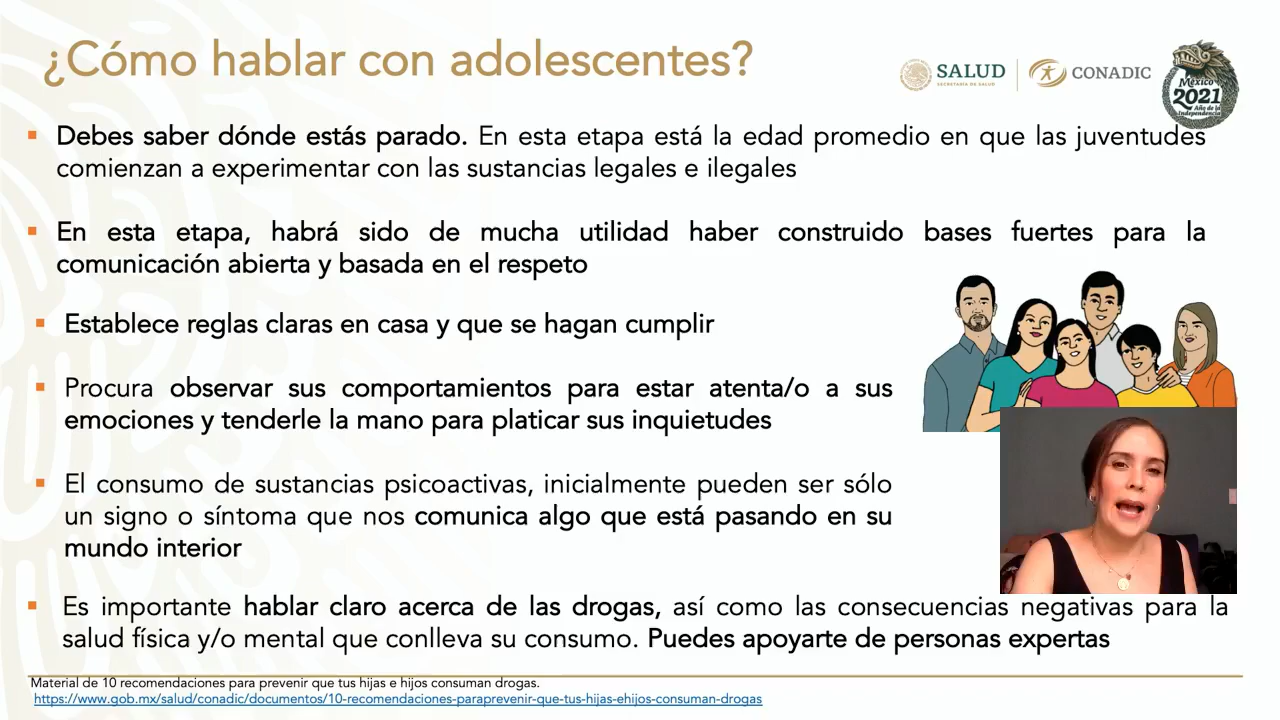 ¿Cómo hablar con adolescentes?
SALUD
SECRETARÍA DE SALUD
CONADIC
México
2021
Año de la
Independencia
▪ Debes saber dónde estás parado. En esta etapa está la edad promedio en que las juventudes
comienzan a experimentar con las sustancias legales e ilegales
▪ En esta etapa, habrá sido de mucha utilidad haber construido bases fuertes para la
comunicación abierta y basada en el respeto
▪ Establece reglas claras en casa y que se hagan cumplir
▪ Procura observar sus comportamientos para estar atenta/o a sus
emociones y tenderle la mano para platicar sus inquietudes
▪ El consumo de sustancias psicoactivas, inicialmente pueden ser sólo
un signo o síntoma que nos comunica algo que está pasando en su
mundo interior
▪ Es importante hablar claro acerca de las drogas, así como las consecuencias negativas para la
salud física y/o mental que conlleva su consumo. Puedes apoyarte de personas expertas
Material de 10 recomendaciones para prevenir que tus hijas e hijos consuman drogas.
https://www.gob.mx/salud/conadic/documentos/10-recomendaciones-paraprevenir-que-tus-hijas-ehijos-consuman-drogas